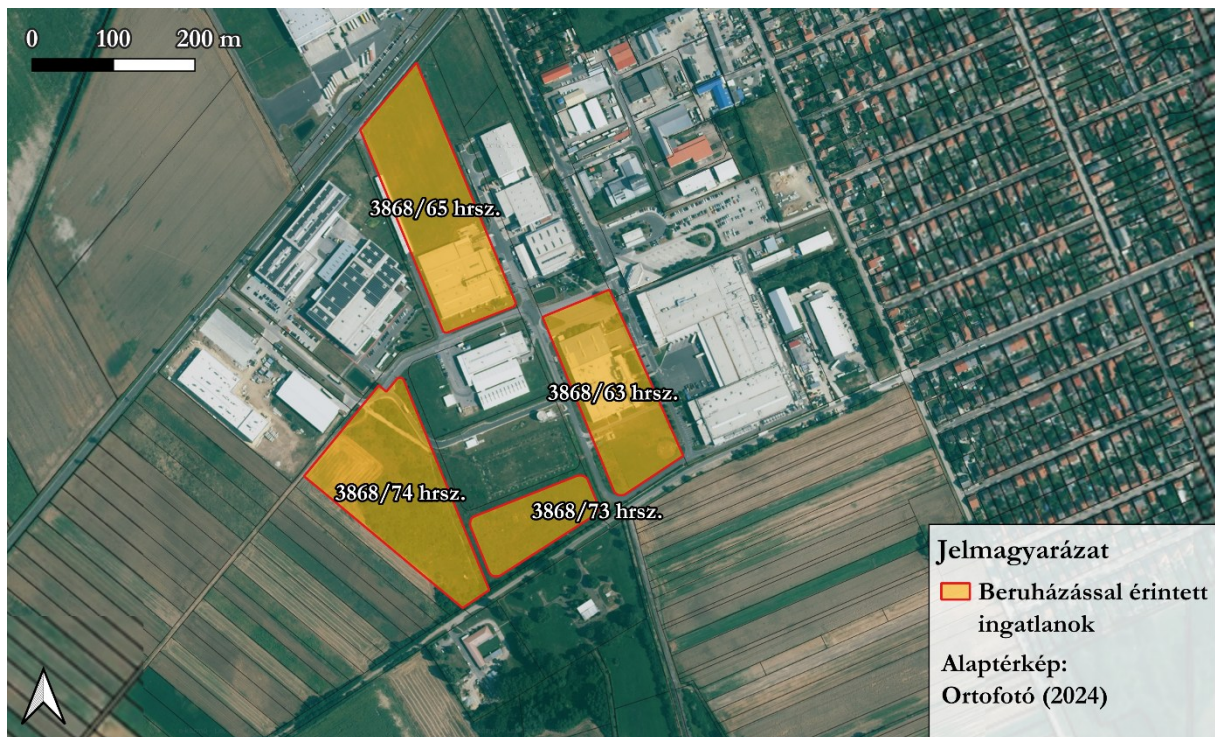 0 100 200 m
3868/65 hrsz.
3868/63 hrsz.
3868/74 hrsz.
3868/73 hrsz.
Jelmagyarázat
Beruházással érintett
ingatlanok
Alaptérkép:
Ortofotó (2024)